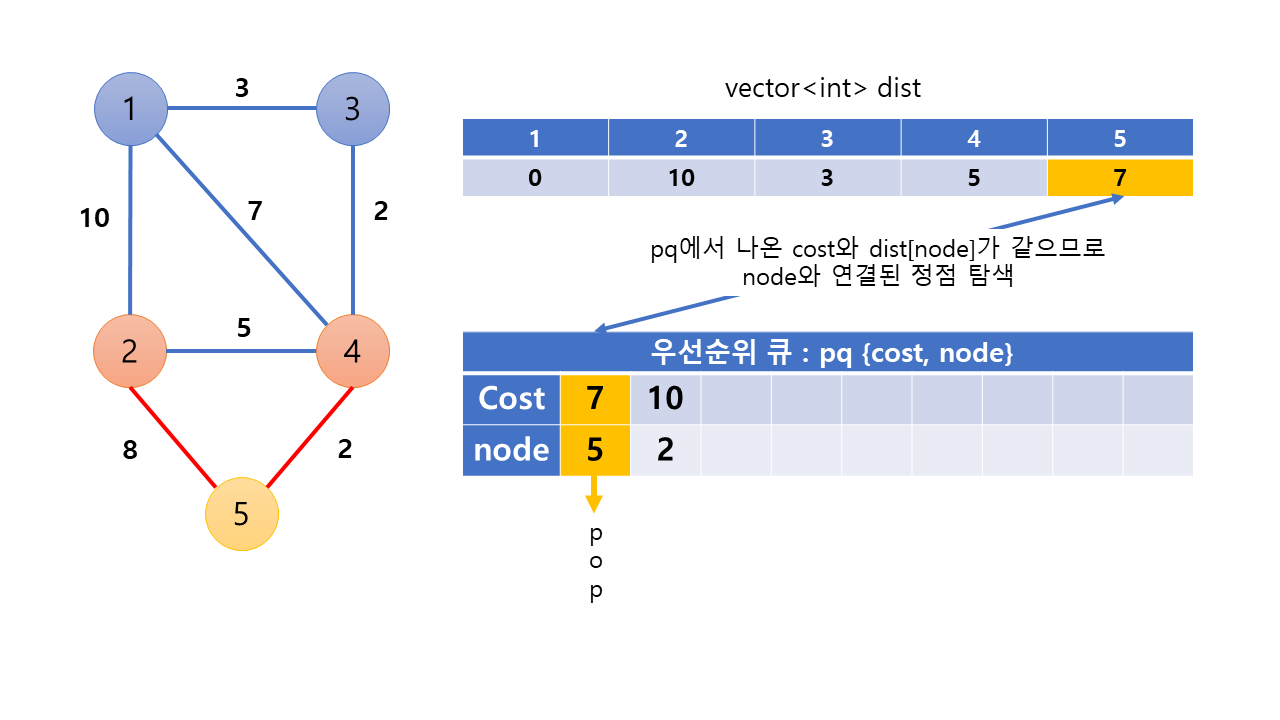 3
1
3
10
7
2
5
2
4
8
2
5
vector<int> dist
1 2 3 4 5
0 10 3 5 7
pq에서 나온 cost와 dist[node]가 같으므로
node와 연결된 정점 탐색
우선순위 큐 : pq {cost, node}
Cost 7 10
node 5 2
p
o
p